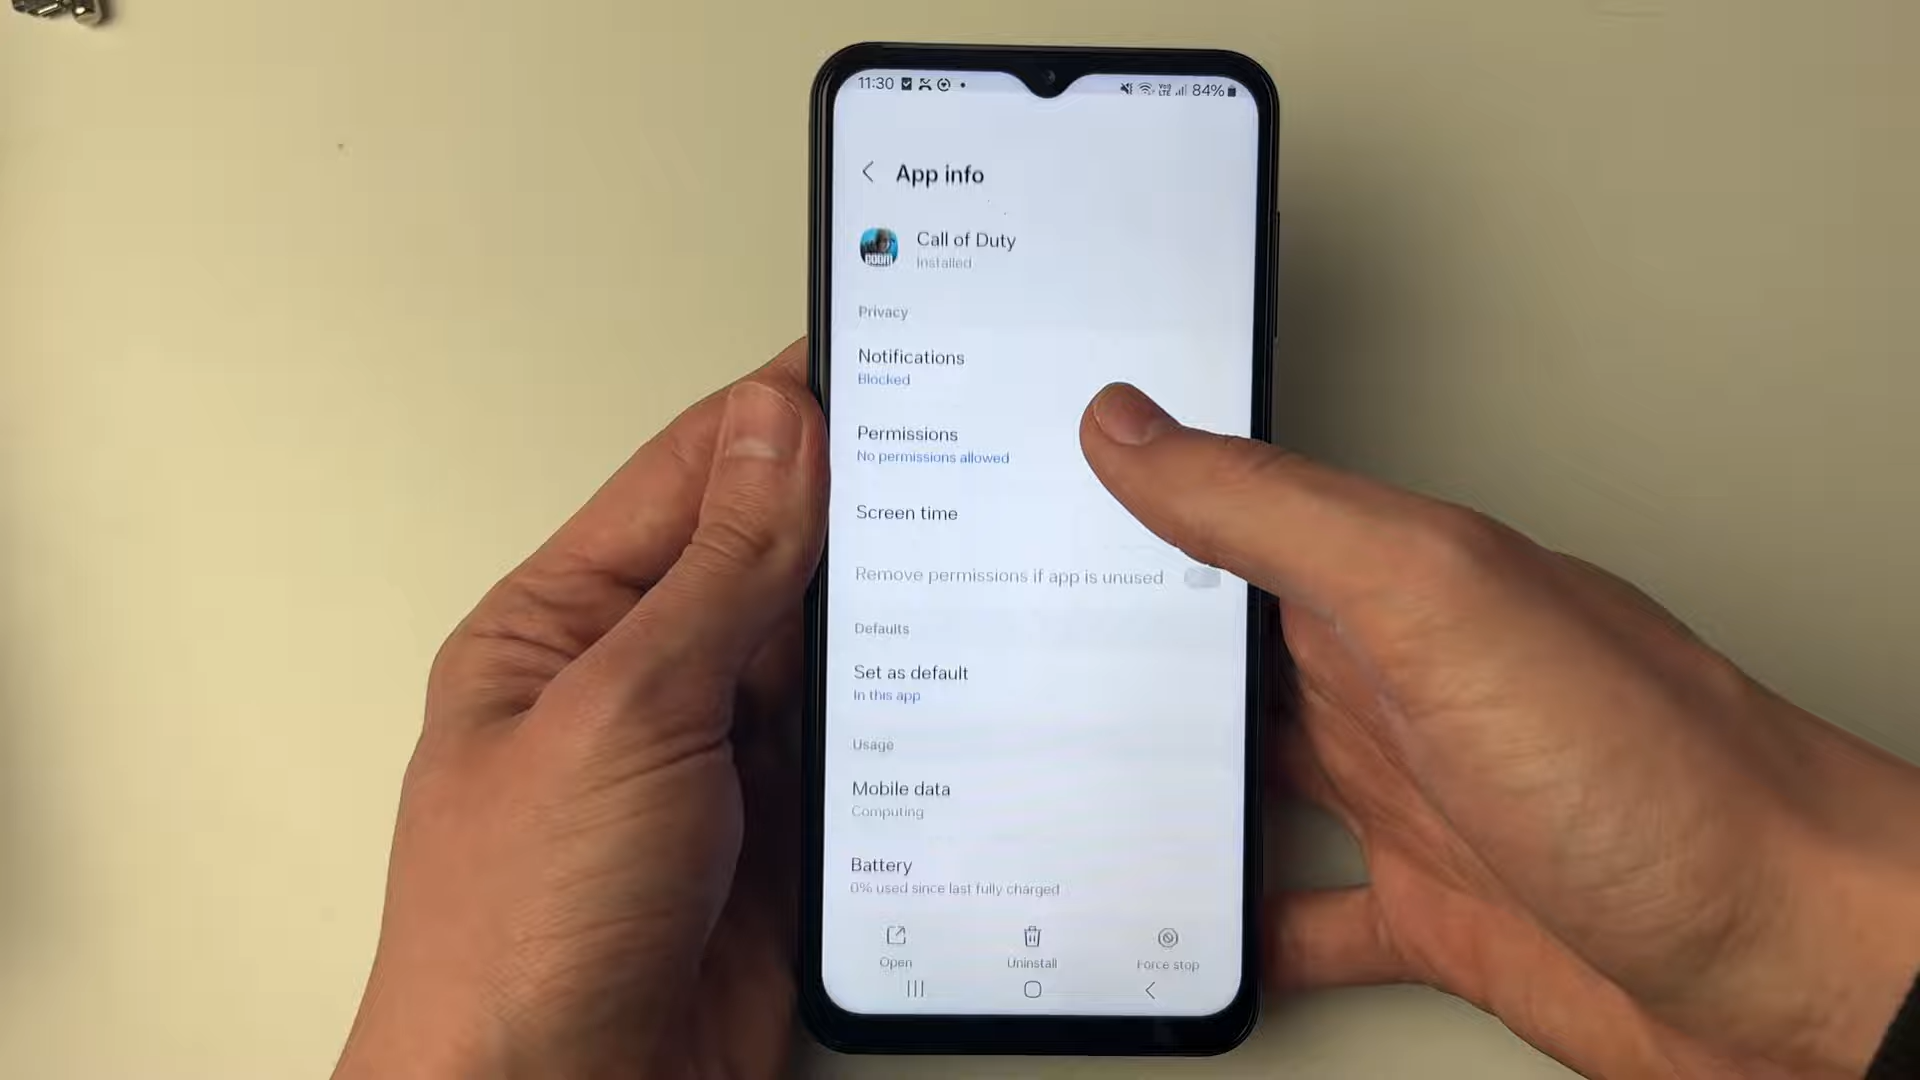 11:30 84%
App info
Call of Duty
Installed
Privacy
Notifications
Blocked
Permissions
No permissions allowed
Screen time
Remove permissions if app is unused
Defaults
Set as default
In this app
Usage
Mobile data
Computing
Battery
0% used since last fully charged
Open Uninstall Force stop